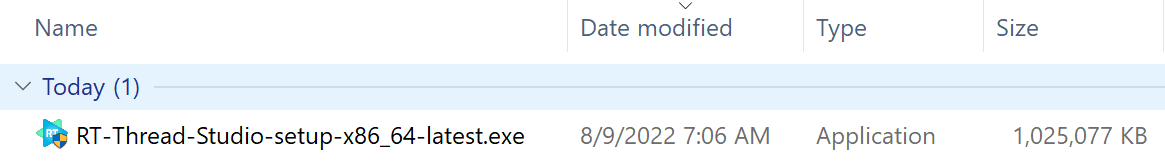 Name Date modified Type Size
Today (1)
RT RT-Thread-Studio-setup-x86_64-latest.exe 8/9/2022 7:06 AM Application 1,025,077 KB